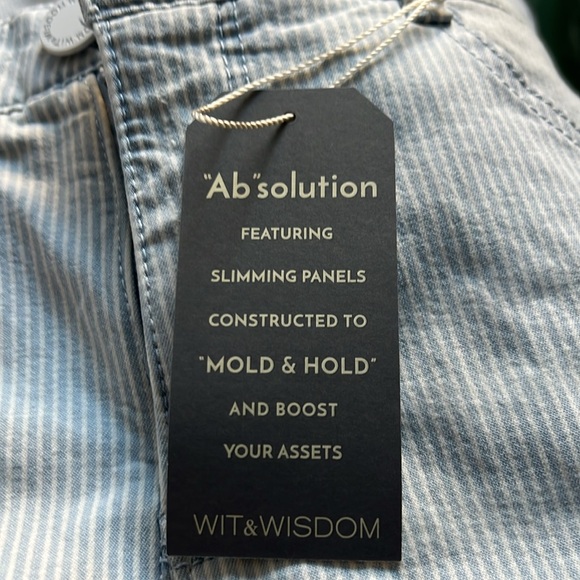 "Ab"solution
FEATURING
SLIMMING PANELS
CONSTRUCTED TO
"MOLD & HOLD"
AND BOOST
YOUR ASSETS
WIT&WISDOM